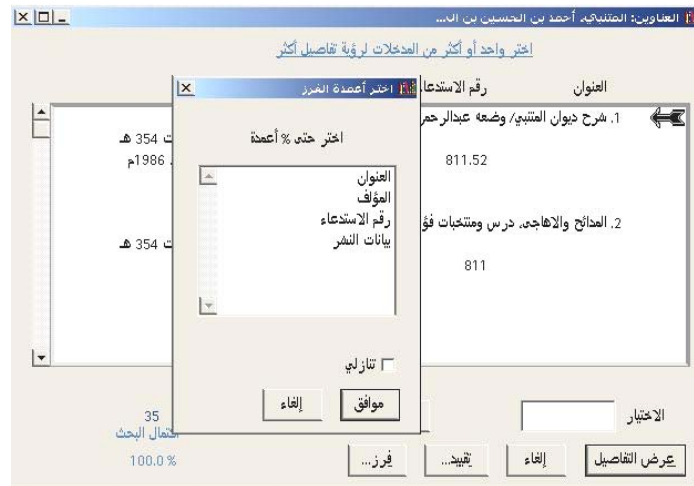 العناوين: المتنبي، أحمد بن الحسين بن ال...
اختر واحد أو أكثر من المدخلات لرؤية تفاصيل أكثر
العنوان رقم الاستدعاء
1. شرح ديوان المتنبي/ وضعه عبدالرحمن
ت 354 هـ
811.52
1986م
2. المدائح والاهاجي، درس ومنتخبات
ت 354 هـ
811
اختر أعمدة الفرز
اختر حتى % أعمدة
العنوان
المؤلف
رقم الاستدعاء
بيانات النشر
تنازلي
موافق إلغاء
الاختيار
35
اكتمال البحث
100.0 %
عرض التفاصيل إلغاء تقييد... فرز...